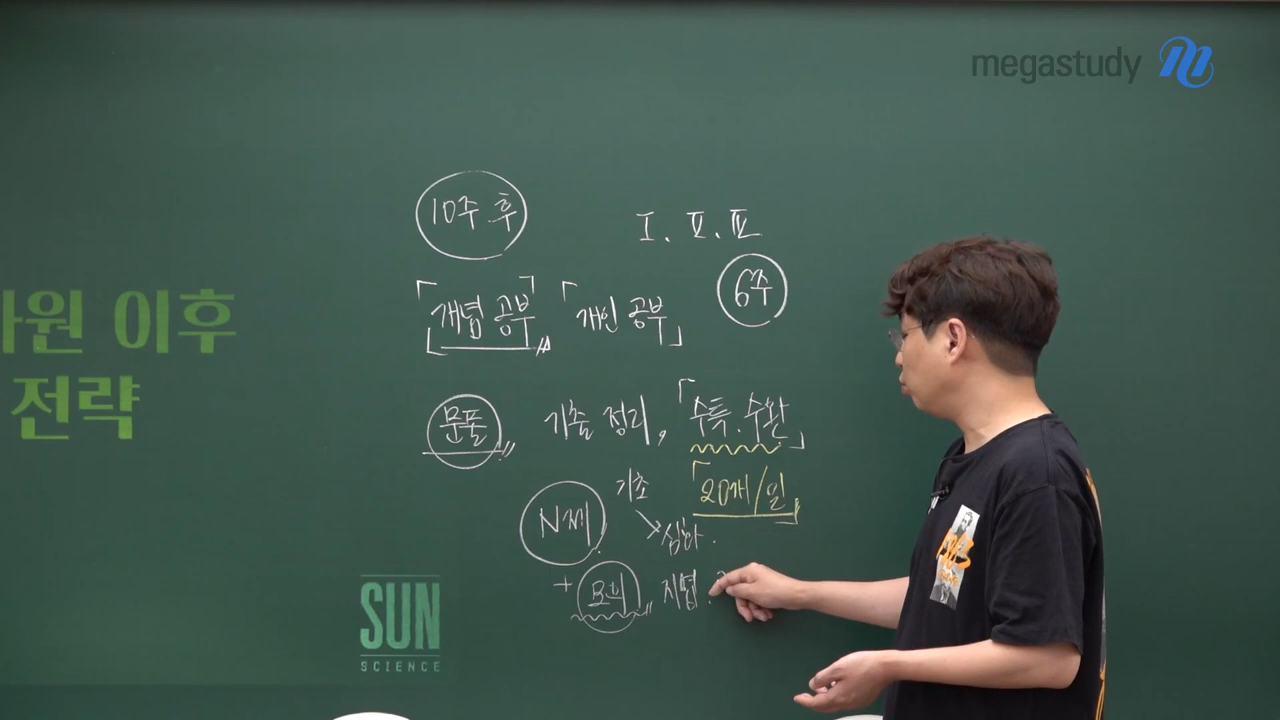 megastudy
10주 후
I. II. III
6주
「개념 공부」 「개인 공부」
원 이후
전략
문풀 기출 정리, 「수특. 수완」
「20개/일」
기초
N제
심화.
+ 모의 지엽.
SUN
SCIENCE